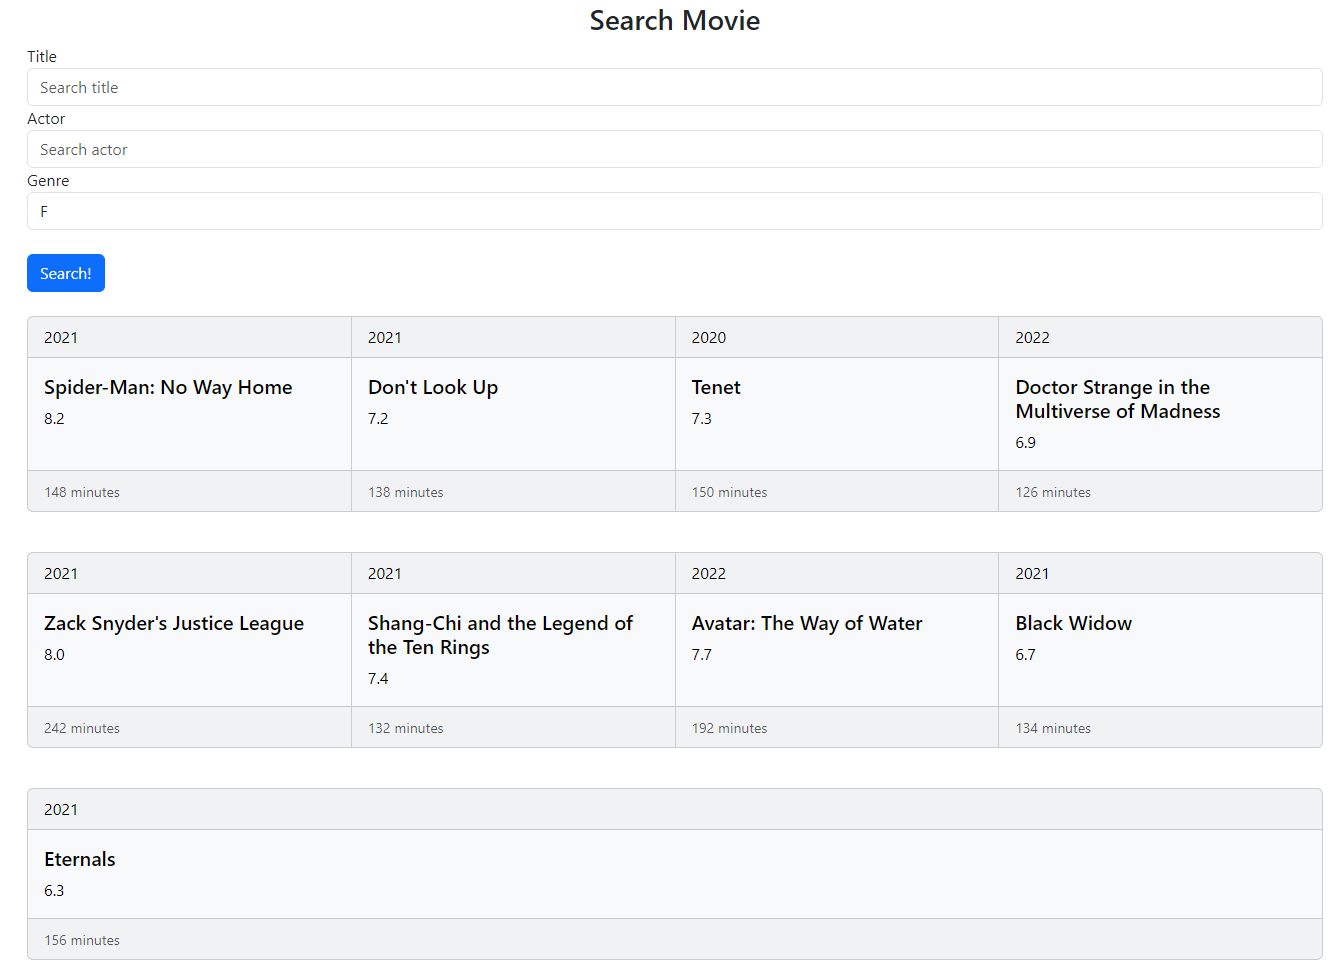 Search Movie
Title
Search title
Actor
Search actor
Genre
F
Search!
2021
2021
2020
2022
Spider-Man: No Way Home
Don't Look Up
Tenet
Doctor Strange in the
Multiverse of Madness
8.2
7.2
7.3
6.9
148 minutes
138 minutes
150 minutes
126 minutes
2021
2021
2022
2021
Zack Snyder's Justice League
Shang-Chi and the Legend of
the Ten Rings
Avatar: The Way of Water
Black Widow
8.0
7.4
7.7
6.7
242 minutes
132 minutes
192 minutes
134 minutes
2021
Eternals
6.3
156 minutes